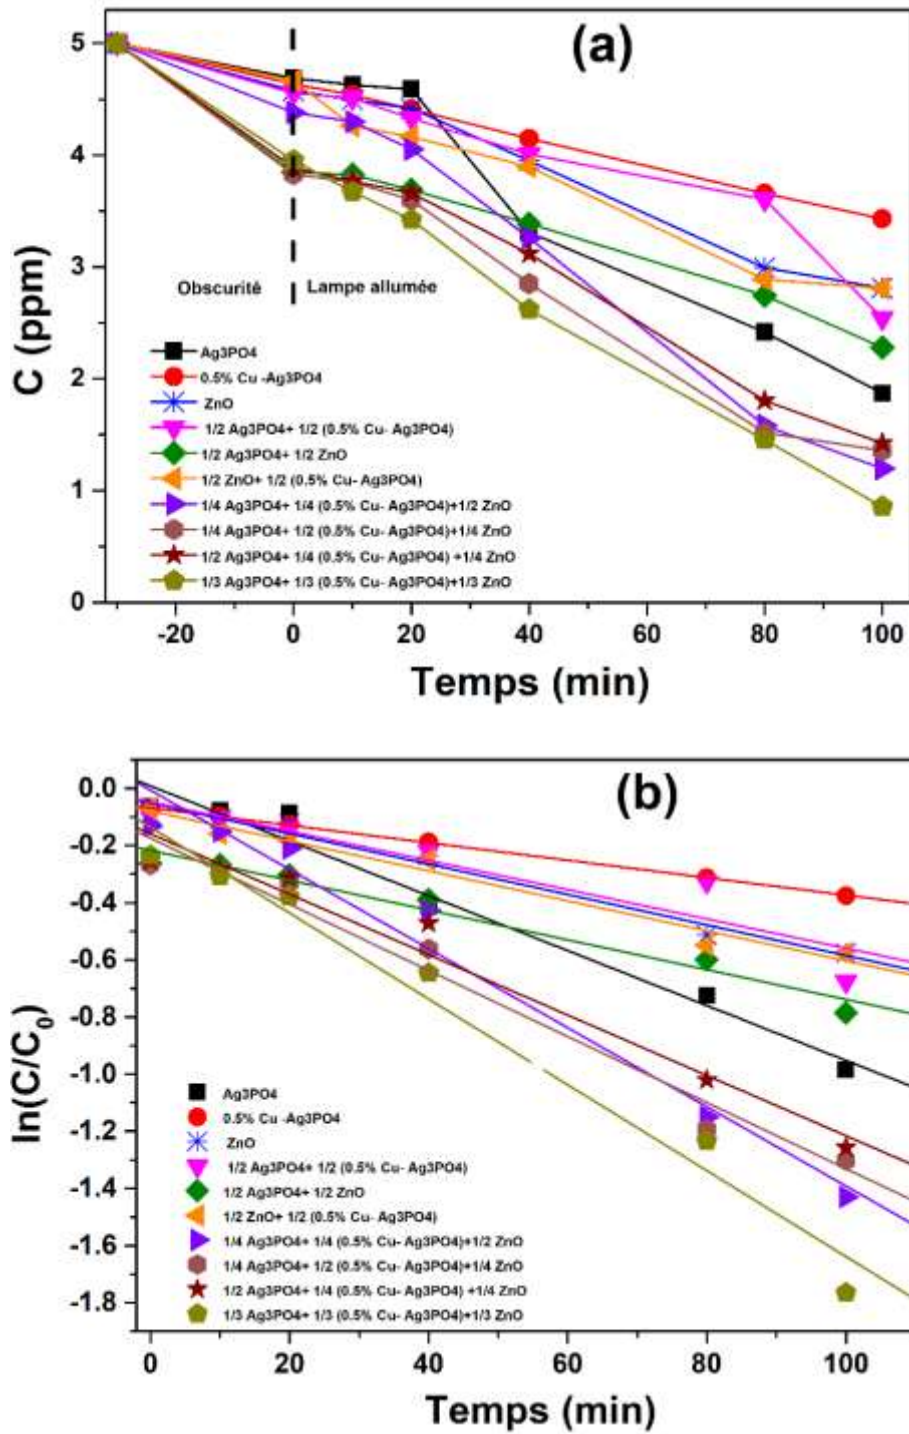 (a)
5
4
3
2
1
0
C (ppm)
Obscurité
Lampe allumée
Ag3PO4
0.5% Cu -Ag3PO4
ZnO
1/2 Ag3PO4+ 1/2 (0.5% Cu- Ag3PO4)
1/2 Ag3PO4+ 1/2 ZnO
1/2 ZnO+ 1/2 (0.5% Cu- Ag3PO4)
1/4 Ag3PO4+ 1/4 (0.5% Cu- Ag3PO4)+1/2 ZnO
1/4 Ag3PO4+ 1/2 (0.5% Cu- Ag3PO4)+1/4 ZnO
1/2 Ag3PO4+ 1/4 (0.5% Cu- Ag3PO4) +1/4 ZnO
1/3 Ag3PO4+ 1/3 (0.5% Cu- Ag3PO4)+1/3 ZnO
-20 0 20 40 60 80 100
Temps (min)
(b)
0.0
-0.2
-0.4
-0.6
-0.8
-1.0
-1.2
-1.4
-1.6
-1.8
ln(C/C0)
Ag3PO4
0.5% Cu -Ag3PO4
ZnO
1/2 Ag3PO4+ 1/2 (0.5% Cu- Ag3PO4)
1/2 Ag3PO4+ 1/2 ZnO
1/2 ZnO+ 1/2 (0.5% Cu- Ag3PO4)
1/4 Ag3PO4+ 1/4 (0.5% Cu- Ag3PO4)+1/2 ZnO
1/4 Ag3PO4+ 1/2 (0.5% Cu- Ag3PO4)+1/4 ZnO
1/2 Ag3PO4+ 1/4 (0.5% Cu- Ag3PO4) +1/4 ZnO
1/3 Ag3PO4+ 1/3 (0.5% Cu- Ag3PO4)+1/3 ZnO
0 20 40 60 80 100
Temps (min)